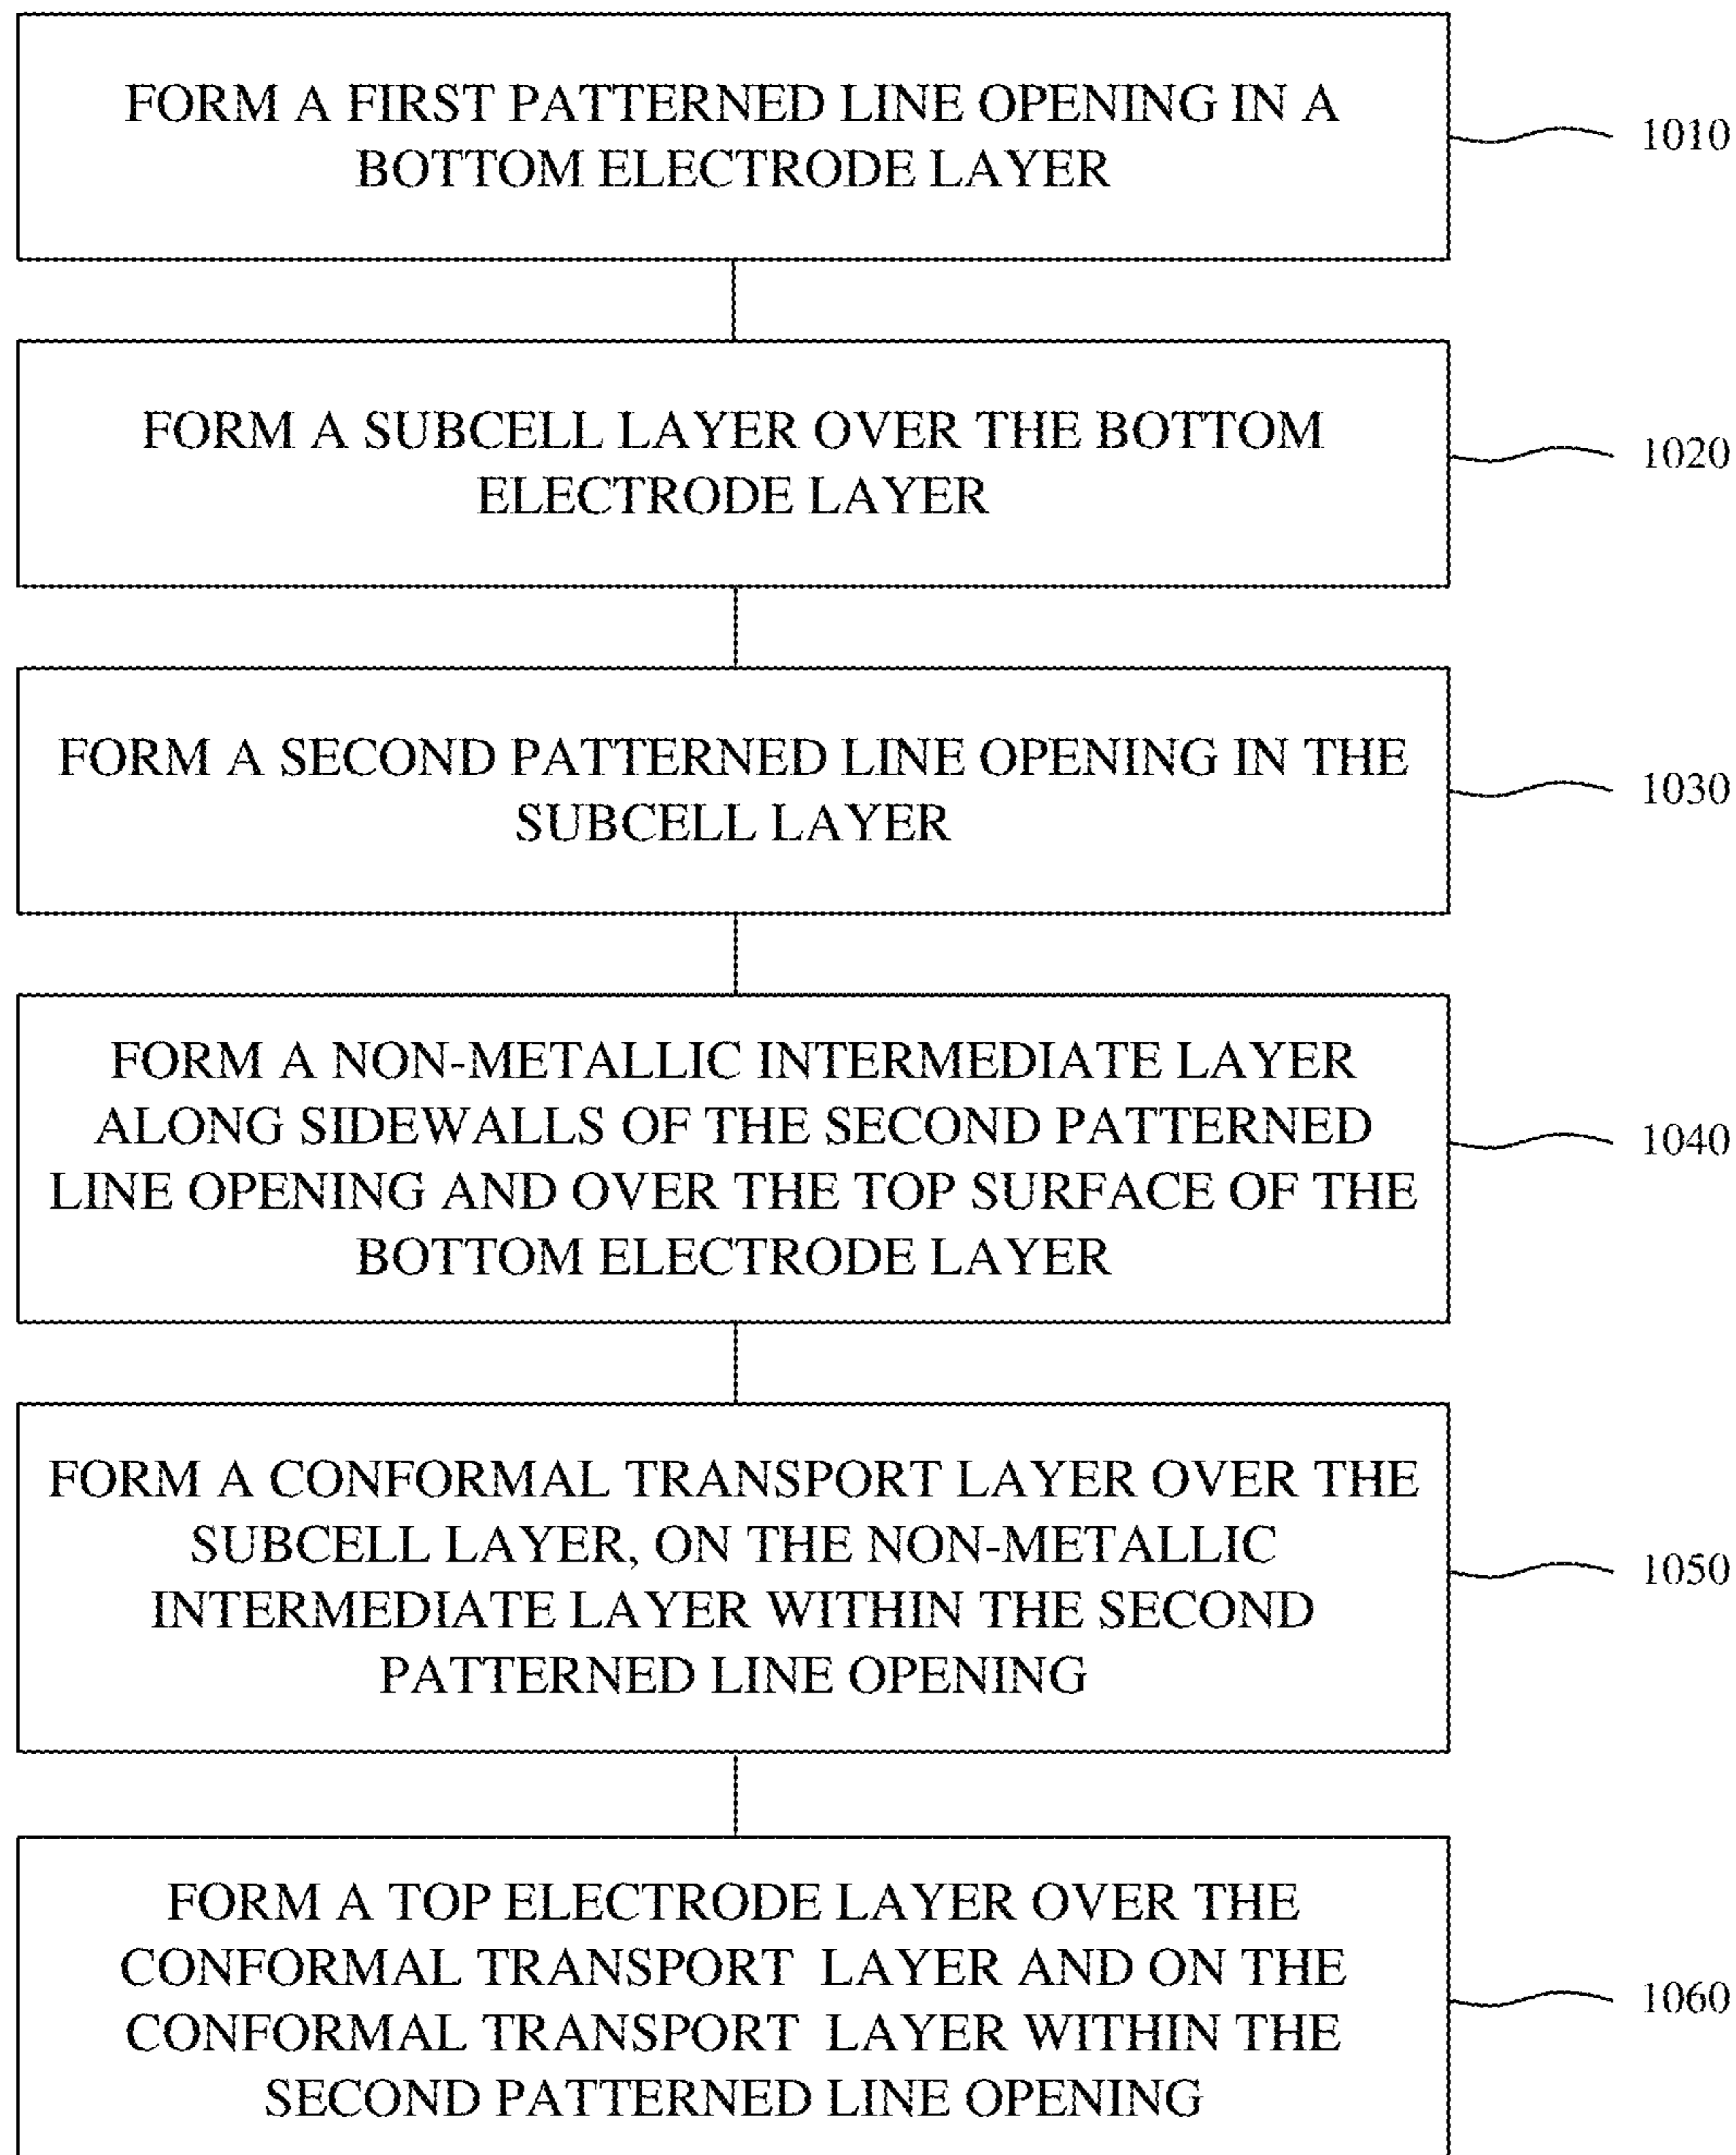 FORM A FIRST PATTERNED LINE OPENING IN A
BOTTOM ELECTRODE LAYER
1010
FORM A SUBCELL LAYER OVER THE BOTTOM
ELECTRODE LAYER
1020
FORM A SECOND PATTERNED LINE OPENING IN THE
SUBCELL LAYER
1030
FORM A NON-METALLIC INTERMEDIATE LAYER
ALONG SIDEWALLS OF THE SECOND PATTERNED
LINE OPENING AND OVER THE TOP SURFACE OF THE
BOTTOM ELECTRODE LAYER
1040
FORM A CONFORMAL TRANSPORT LAYER OVER THE
SUBCELL LAYER, ON THE NON-METALLIC
INTERMEDIATE LAYER WITHIN THE SECOND
PATTERNED LINE OPENING
1050
FORM A TOP ELECTRODE LAYER OVER THE
CONFORMAL TRANSPORT LAYER AND ON THE
CONFORMAL TRANSPORT LAYER WITHIN THE
SECOND PATTERNED LINE OPENING
1060